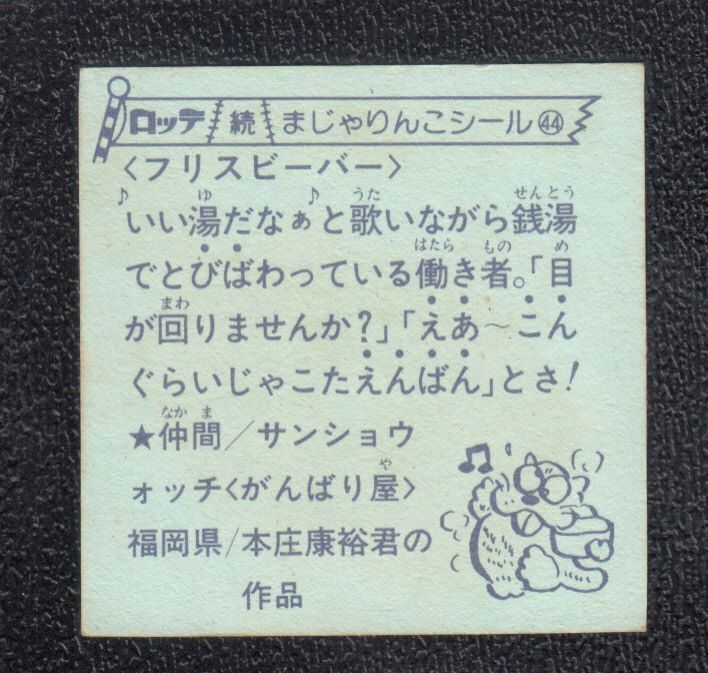 ロッテ 続 まじゃりんこシール㊹
〈フリスビーバー〉
♪いい湯だなぁ♪と歌いながら銭湯
でとびばわっている働き者。「目
が回りませんか?」「えあ～こん
ぐらいじゃこたえんばん」とさ!
★仲間/サンショウ
ォッチ〈がんばり屋〉
福岡県/本庄康裕君の
作品